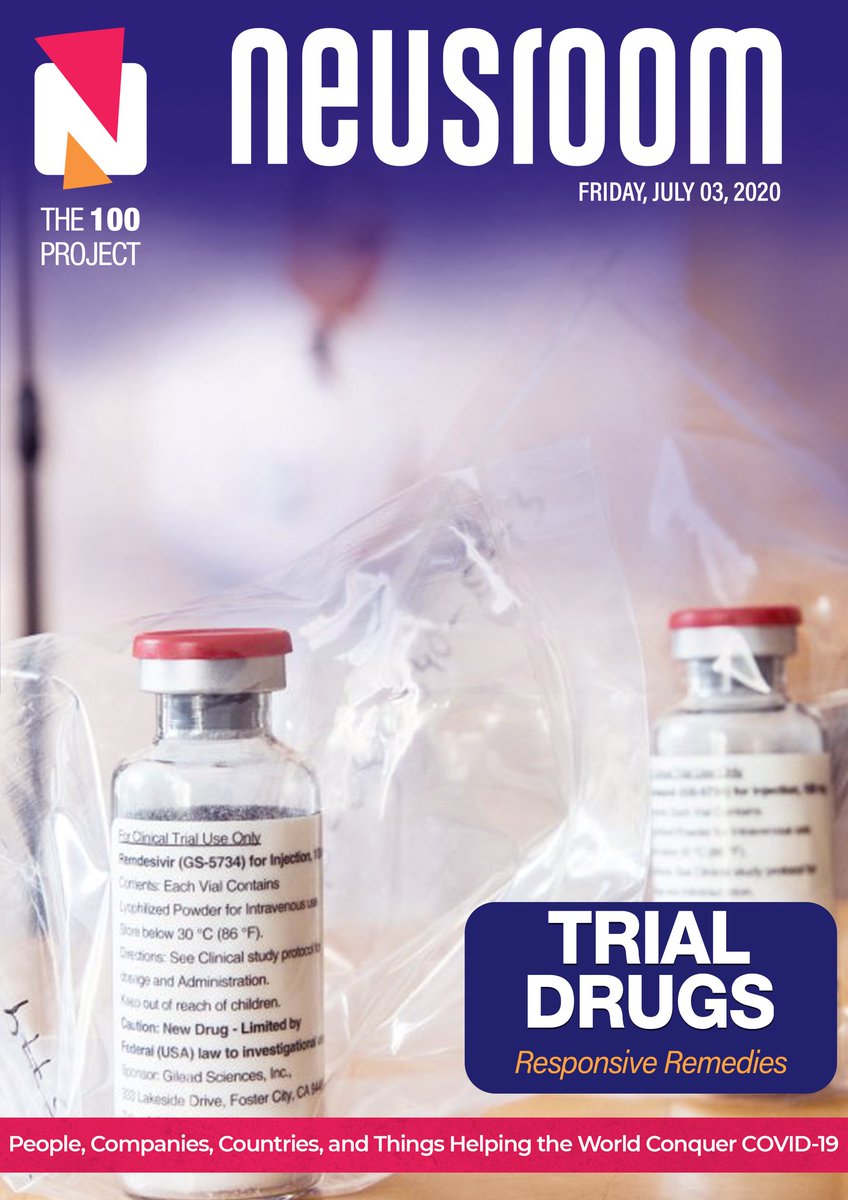 neusroom
FRIDAY, JULY 03, 2020
N
THE 100
PROJECT
For Clinical Trial Use Only
Remdesivir (GS-5734) for Injection,
Contents: Each Vial Contains
Lyophilized Powder for Intravenous use
Store below 30 °C (86 °F).
Directions: See Clinical study protocol for
dosage and Administration.
Keep out of reach of children.
Caution: New Drug - Limited by
Federal (USA) law to investigational
Sponsor: Gilead Sciences, Inc.,
333 Lakeside Drive, Foster City, CA
TRIAL
DRUGS
Responsive Remedies
People, Companies, Countries, and Things Helping the World Conquer COVID-19